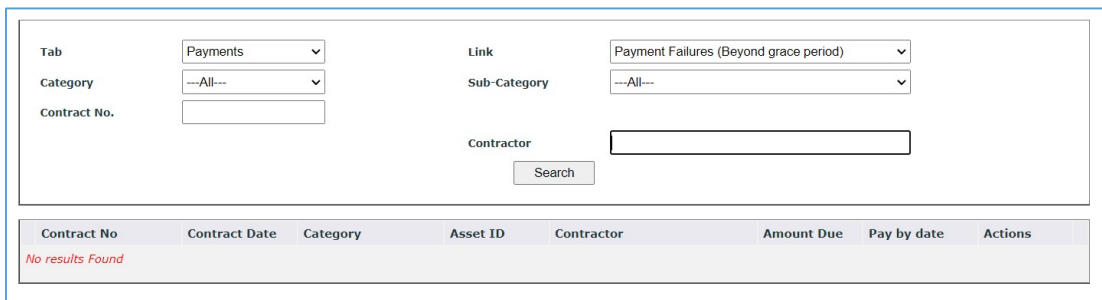 Tab Payments Link Payment Failures (Beyond grace period)
Category ---All--- Sub-Category ---All---
Contract No.
Contractor
Search
Contract No Contract Date Category Asset ID Contractor Amount Due Pay by date Actions
No results Found